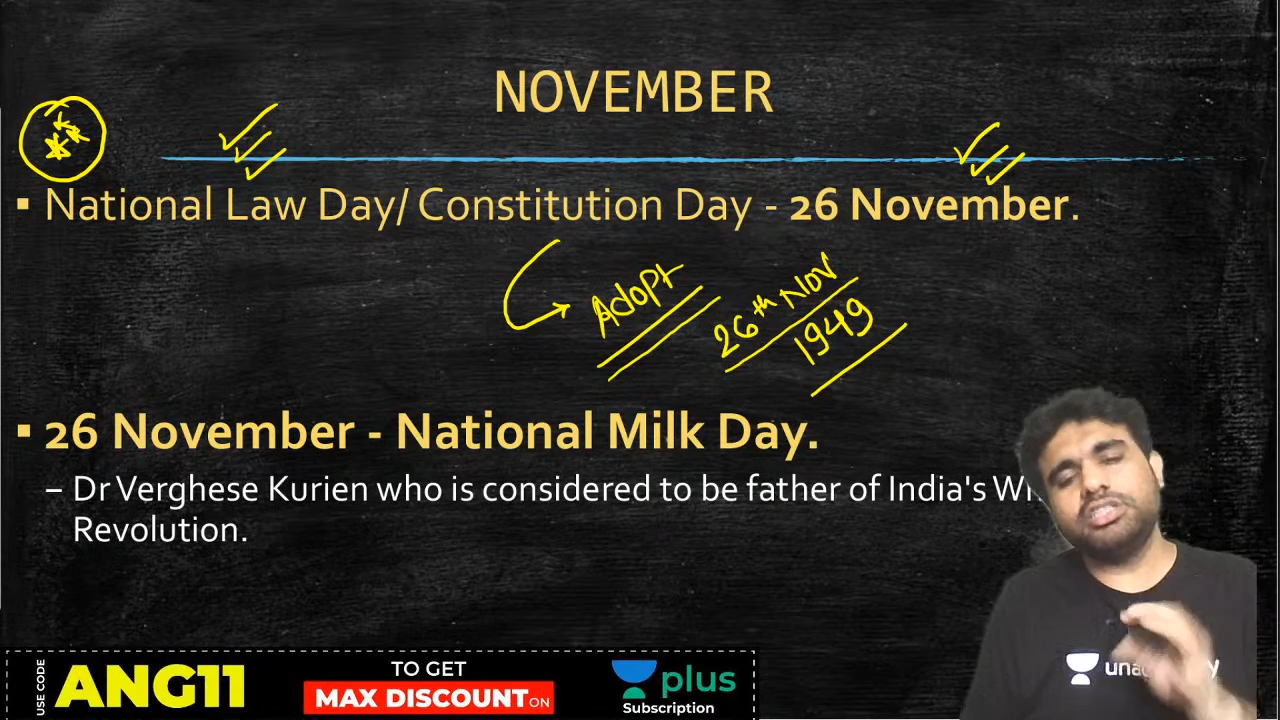 NOVEMBER
▪ National Law Day/ Constitution Day - 26 November.
Adopt
26th Nov
1949
▪ 26 November - National Milk Day.
– Dr Verghese Kurien who is considered to be father of India's
Revolution.
USE CODE
ANG11
TO GET
MAX DISCOUNT ON
plus
Subscription